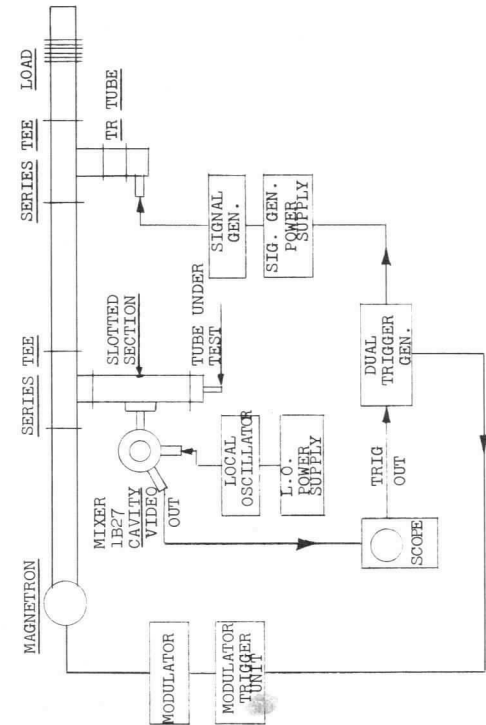 MAGNETRON
SERIES TEE
SERIES TEE
LOAD
TR TUBE
SLOTTED
SECTION
TUBE UNDER
TEST
MIXER
1B27
CAVITY
VIDEO
OUT
LOCAL
OSCILLATOR
L.O.
POWER
SUPPLY
SIGNAL
GEN.
SIG. GEN.
POWER
SUPPLY
MODULATOR
MODULATOR
TRIGGER
UNIT
SCOPE
TRIG
OUT
DUAL
TRIGGER
GEN.